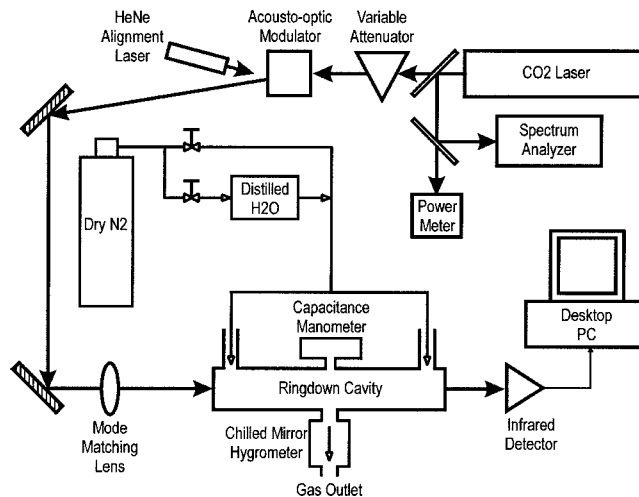 HeNe
Alignment
Laser
Acousto-optic
Modulator
Variable
Attenuator
CO2 Laser
Spectrum
Analyzer
Power
Meter
Dry N2
Distilled
H2O
Capacitance
Manometer
Desktop
PC
Ringdown Cavity
Mode
Matching
Lens
Chilled Mirror
Hygrometer
Infrared
Detector
Gas Outlet